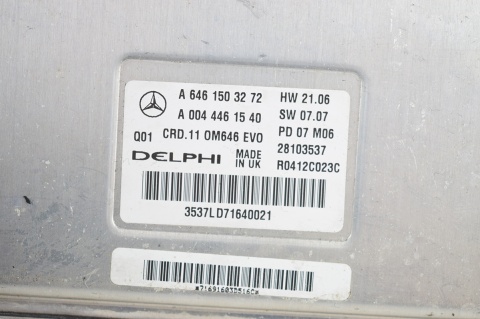 A 646 150 32 72 HW 21.06
A 004 446 15 40 SW 07.07
Q01 CRD.11 OM646 EVO PD 07 M06
28103537
DELPHI MADE IN UK R0412C023C
3537LD71640021